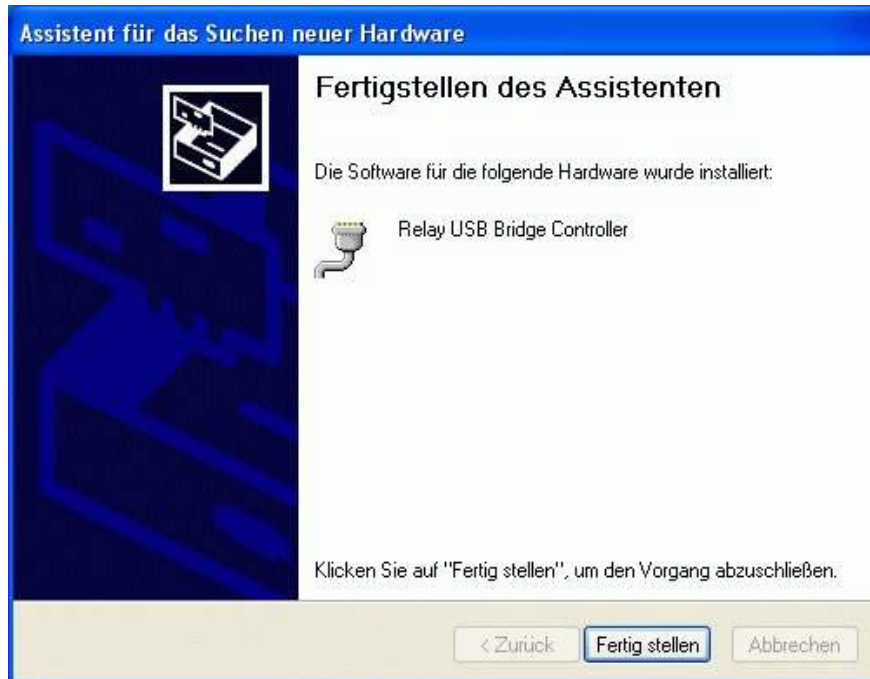 Assistent für das Suchen neuer Hardware
Fertigstellen des Assistenten
Die Software für die folgende Hardware wurde installiert:
Relay USB Bridge Controller
Klicken Sie auf "Fertig stellen", um den Vorgang abzuschließen.
< Zurück Fertig stellen Abbrechen